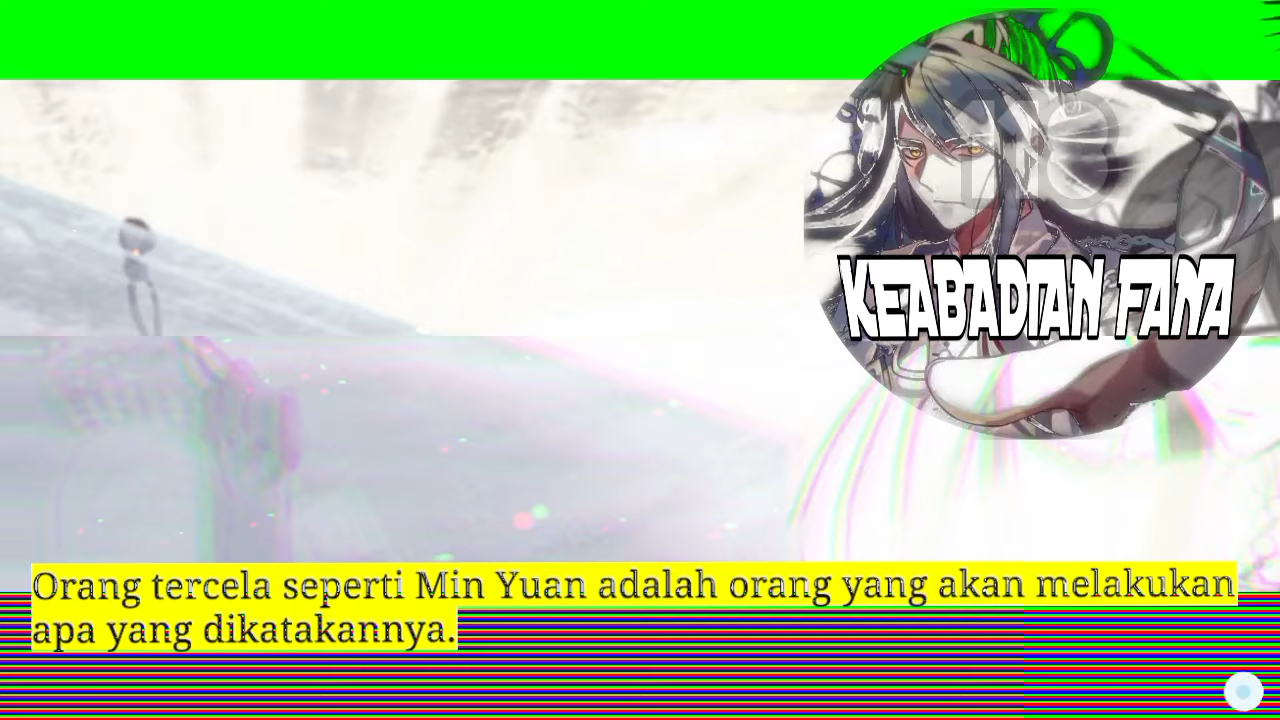 KEABADIAN FANA
Orang tercela seperti Min Yuan adalah orang yang akan melakukan
apa yang dikatakannya.